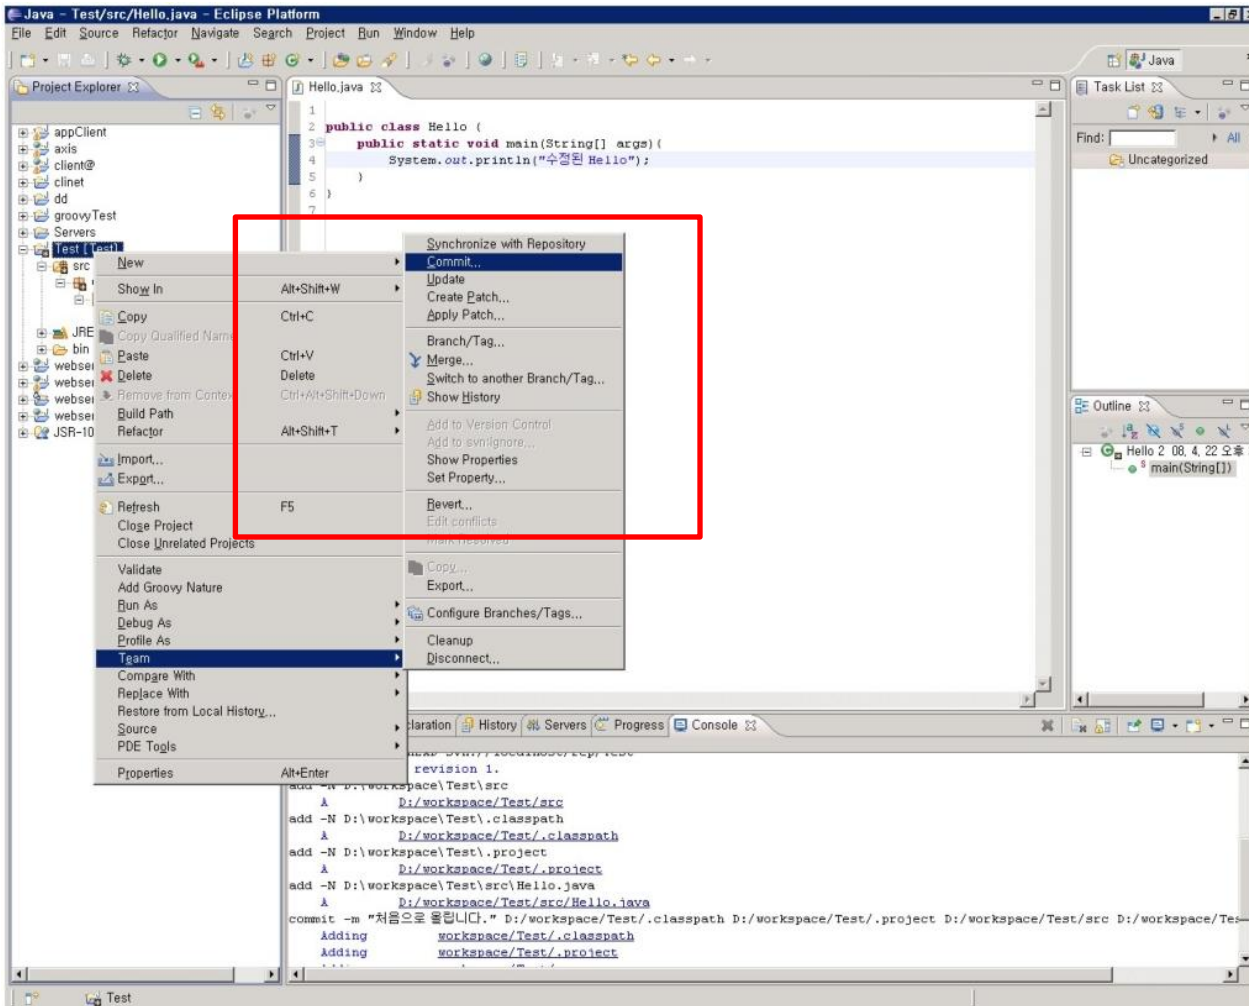 Java - Test/src/Hello.java - Eclipse Platform
File Edit Source Refactor Navigate Search Project Run Window Help
Java
Project Explorer
appClient
axis
client@
clinet
dd
groovyTest
Servers
Test [Test]
src
JRE
bin
JSR-10
Hello.java
1
2 public class Hello {
3 public static void main(String[] args){
4 System.out.println("수정된 Hello");
5 }
6 }
7
Task List
Find: All
Uncategorized
Outline
Hello 2 08. 4. 22 오후
main(String[])
New
Show In Alt+Shift+W
Copy Ctrl+C
Copy Qualified Name
Paste Ctrl+V
Delete Delete
Remove from Context Ctrl+Alt+Shift+Down
Build Path
Refactor Alt+Shift+T
Import...
Export...
Refresh F5
Close Project
Close Unrelated Projects
Validate
Add Groovy Nature
Run As
Debug As
Profile As
Team
Compare With
Replace With
Restore from Local History...
Source
PDE Tools
Properties Alt+Enter
Synchronize with Repository
Commit...
Update
Create Patch...
Apply Patch...
Branch/Tag...
Merge...
Switch to another Branch/Tag...
Show History
Add to Version Control
Add to svn:ignore...
Show Properties
Set Property...
Revert...
Edit conflicts
Mark Resolved
Copy...
Export...
Configure Branches/Tags...
Cleanup
Disconnect...
History Servers Progress Console
revision 1.
add -N D:\workspace\Test\src
A D:/workspace/Test/src
add -N D:\workspace\Test\.classpath
A D:/workspace/Test/.classpath
add -N D:\workspace\Test\.project
A D:/workspace/Test/.project
add -N D:\workspace\Test\src\Hello.java
A D:/workspace/Test/src/Hello.java
commit -m "처음으로 올립니다." D:/workspace/Test/.classpath D:/workspace/Test/.project D:/workspace/Test/src D:/workspace/Tes
Adding workspace/Test/.classpath
Adding workspace/Test/.project
Test